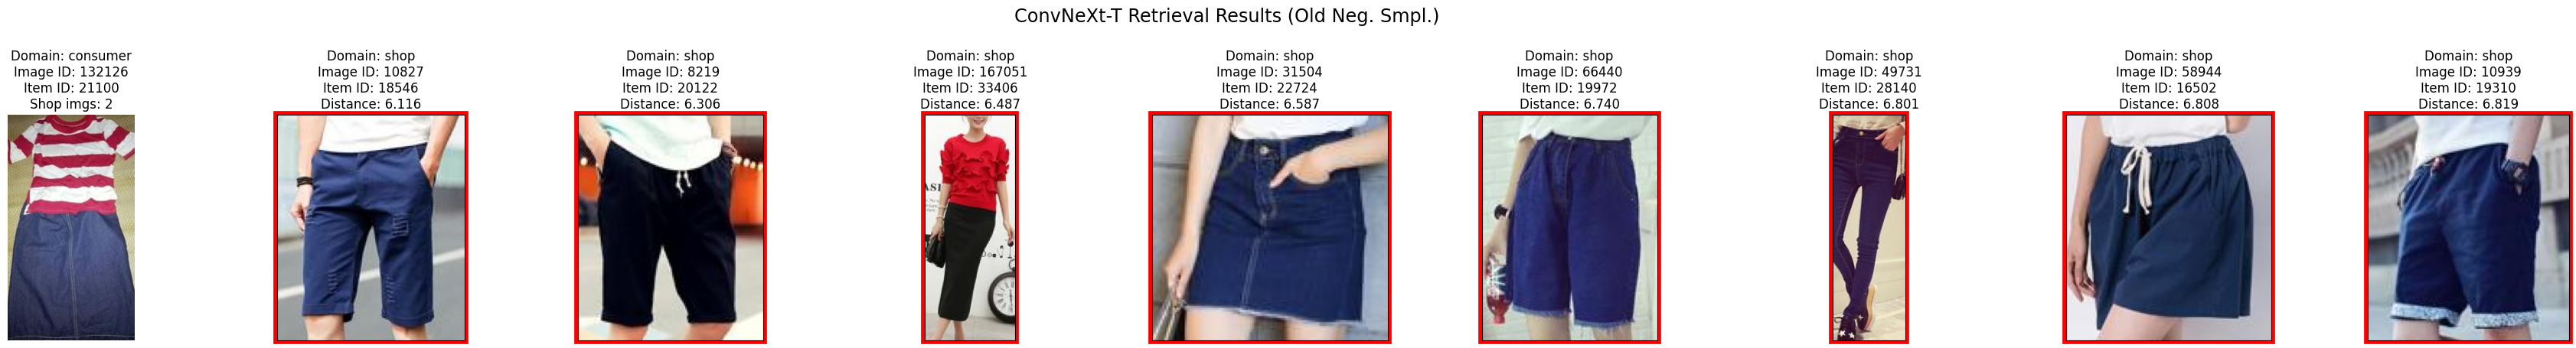 ConvNeXt-T Retrieval Results (Old Neg. Smpl.)
Domain: consumer
Image ID: 132126
Item ID: 21100
Shop imgs: 2
Domain: shop
Image ID: 10827
Item ID: 18546
Distance: 6.116
Domain: shop
Image ID: 8219
Item ID: 20122
Distance: 6.306
Domain: shop
Image ID: 167051
Item ID: 33406
Distance: 6.487
Domain: shop
Image ID: 31504
Item ID: 22724
Distance: 6.587
Domain: shop
Image ID: 66440
Item ID: 19972
Distance: 6.740
Domain: shop
Image ID: 49731
Item ID: 28140
Distance: 6.801
Domain: shop
Image ID: 58944
Item ID: 16502
Distance: 6.808
Domain: shop
Image ID: 10939
Item ID: 19310
Distance: 6.819